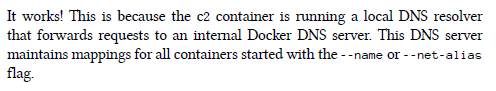 It works! This is because the c2 container is running a local DNS resolver
that forwards requests to an internal Docker DNS server. This DNS server
maintains mappings for all containers started with the --name or --net-alias
flag.